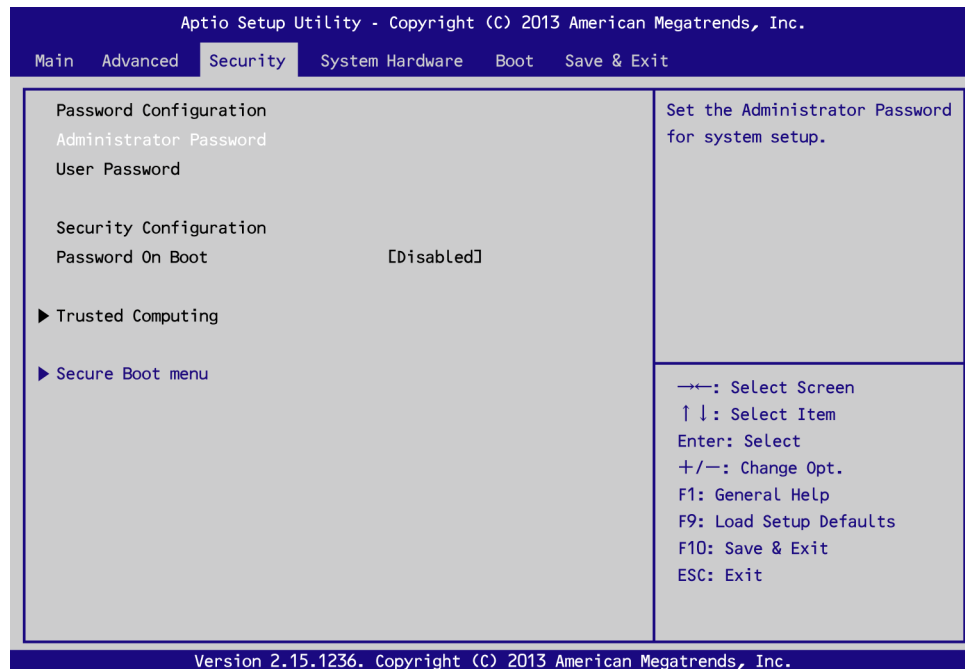 Aptio Setup Utility - Copyright (C) 2013 American Megatrends, Inc.
Main Advanced Security System Hardware Boot Save & Exit
Password Configuration
Administrator Password
User Password
Security Configuration
Password On Boot [Disabled]
▶ Trusted Computing
▶ Secure Boot menu
Set the Administrator Password
for system setup.
→←: Select Screen
↑↓: Select Item
Enter: Select
+/-: Change Opt.
F1: General Help
F9: Load Setup Defaults
F10: Save & Exit
ESC: Exit
Version 2.15.1236. Copyright (C) 2013 American Megatrends, Inc.